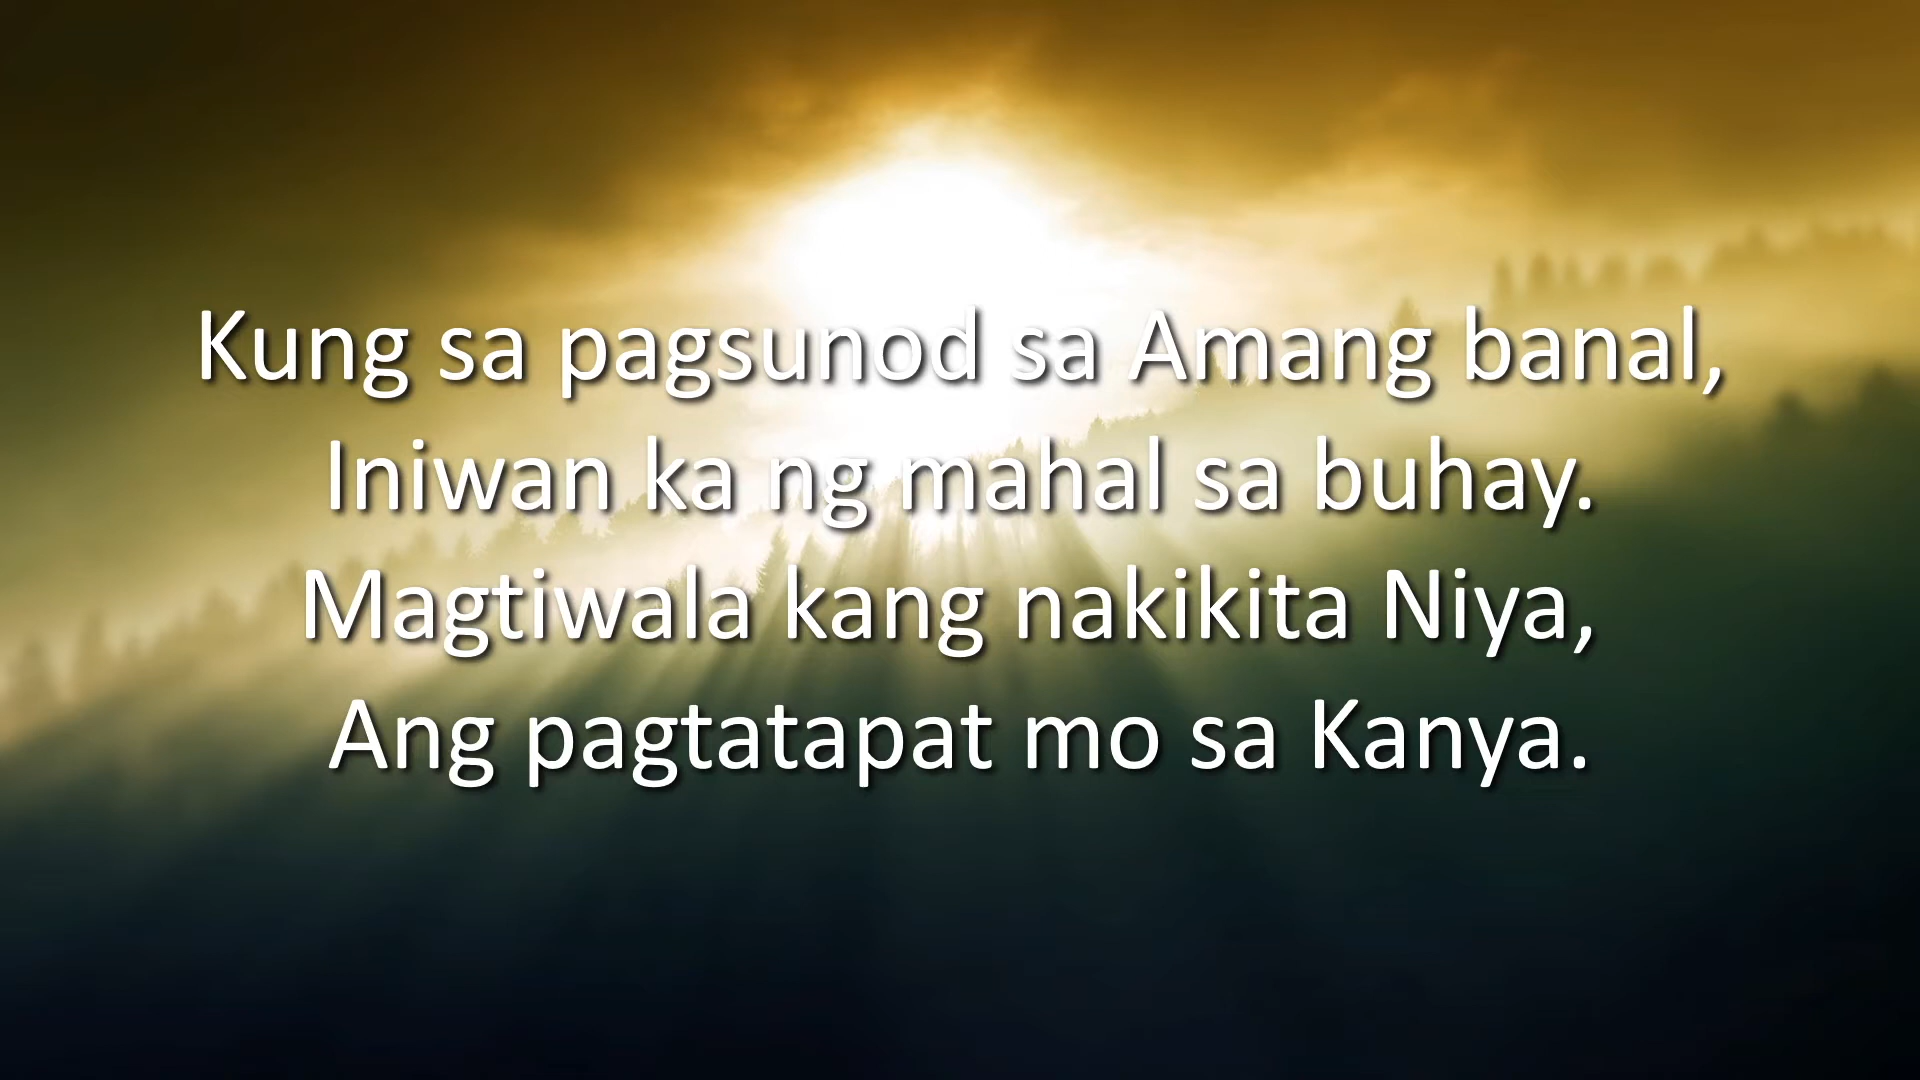 Kung sa pagsunod sa Amang banal,
Iniwan ka ng mahal sa buhay.
Magtiwala kang nakikita Niya,
Ang pagtatapat mo sa Kanya.